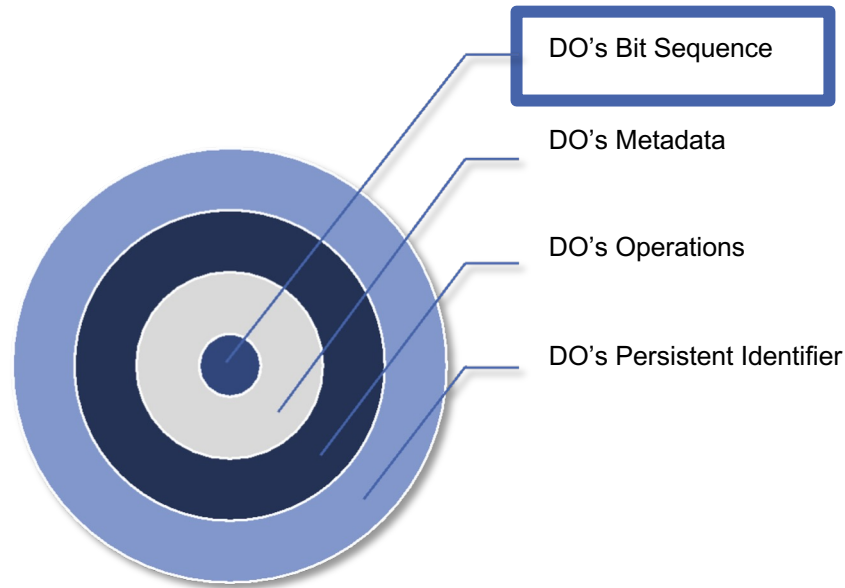 DO’s Bit Sequence
DO’s Metadata
DO’s Operations
DO’s Persistent Identifier